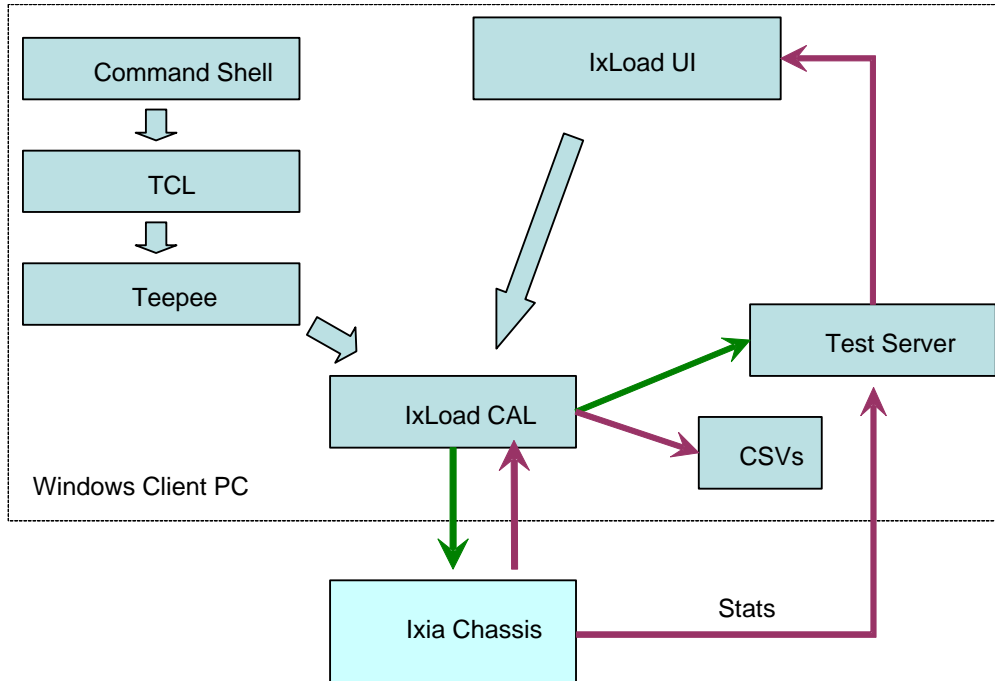 Command Shell
IxLoad UI
TCL
Teepee
Test Server
IxLoad CAL
CSVs
Windows Client PC
Ixia Chassis
Stats